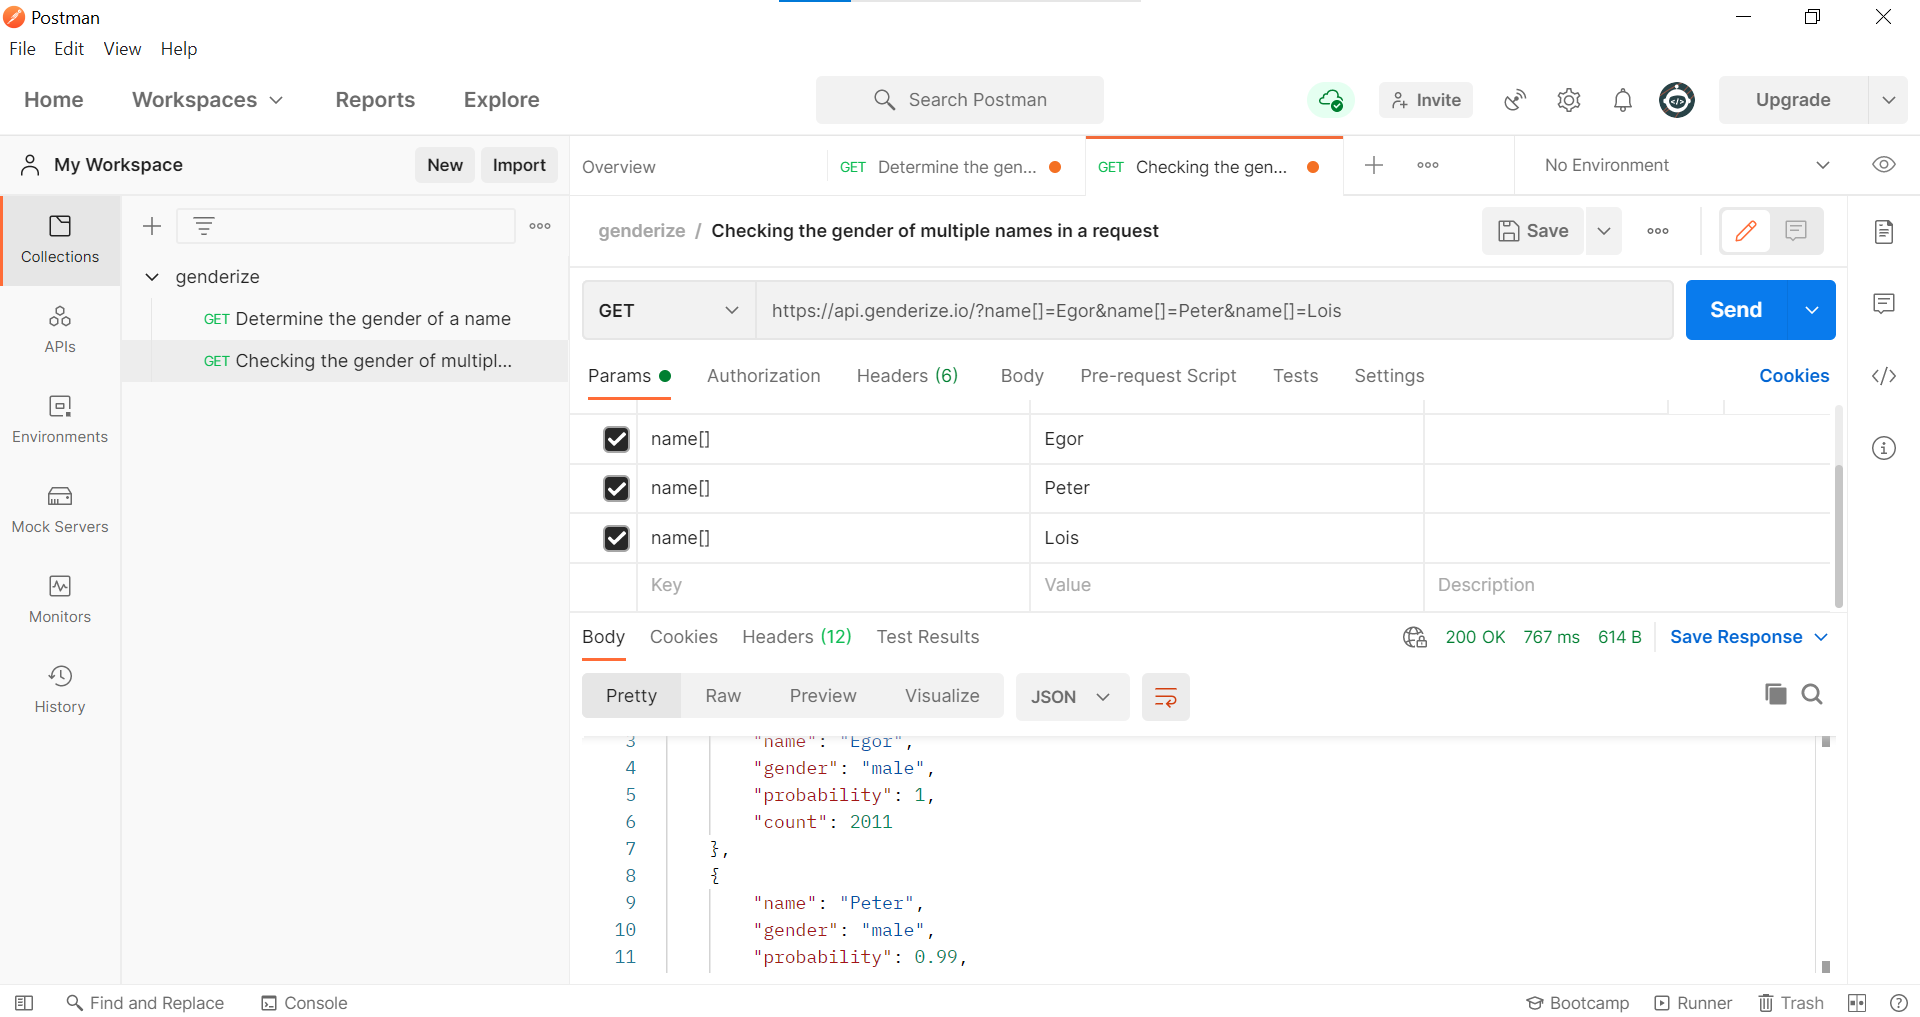 Postman
File Edit View Help
Home Workspaces Reports Explore Search Postman Invite Upgrade
My Workspace New Import Overview GET Determine the gen... GET Checking the gen... No Environment
Collections
APIs
Environments
Mock Servers
Monitors
History
genderize
GET Determine the gender of a name
GET Checking the gender of multipl...
genderize / Checking the gender of multiple names in a request Save
GET https://api.genderize.io/?name[]=Egor&name[]=Peter&name[]=Lois Send
Params Authorization Headers (6) Body Pre-request Script Tests Settings Cookies
name[] Egor
name[] Peter
name[] Lois
Key Value Description
Body Cookies Headers (12) Test Results 200 OK 767 ms 614 B Save Response
Pretty Raw Preview Visualize JSON
3 "name": "Egor",
4 "gender": "male",
5 "probability": 1,
6 "count": 2011
7 },
8 {
9 "name": "Peter",
10 "gender": "male",
11 "probability": 0.99,
Find and Replace Console Bootcamp Runner Trash